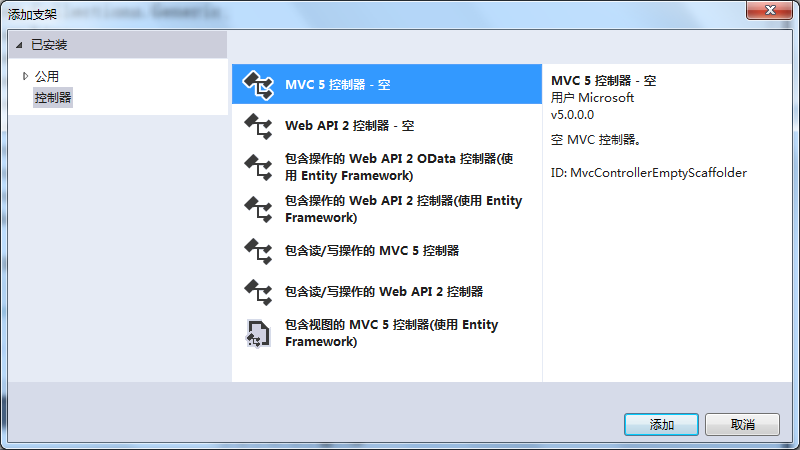 添加支架
已安装
公用
控制器
MVC 5 控制器 - 空
Web API 2 控制器 - 空
包含操作的 Web API 2 OData 控制器(使
用 Entity Framework)
包含操作的 Web API 2 控制器(使用 Entity
Framework)
包含读/写操作的 MVC 5 控制器
包含读/写操作的 Web API 2 控制器
包含视图的 MVC 5 控制器(使用 Entity
Framework)
MVC 5 控制器 - 空
用户 Microsoft
v5.0.0.0
空 MVC 控制器。
ID: MvcControllerEmptyScaffolder
添加
取消